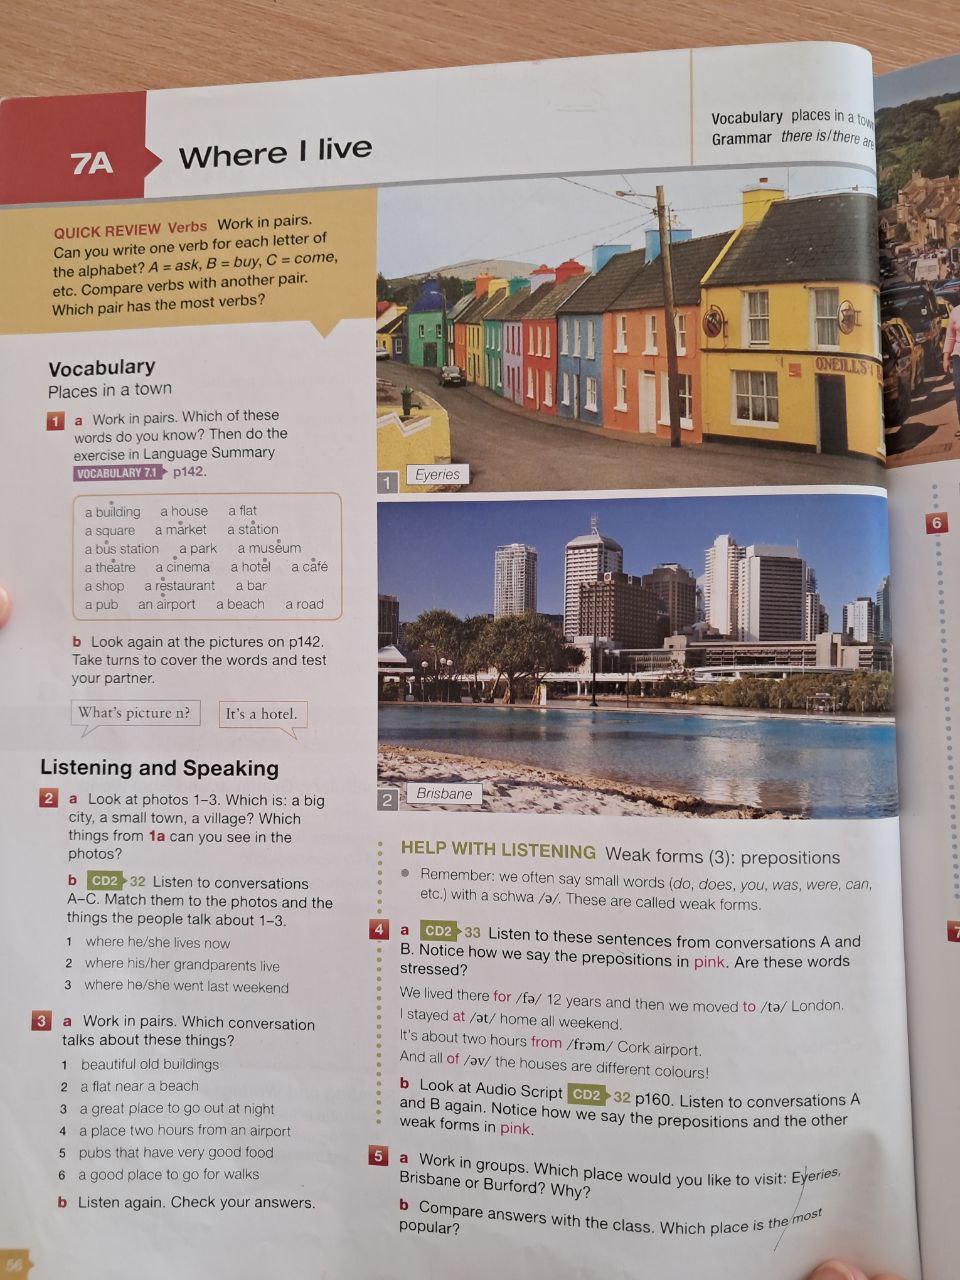 7A
Where I live
Vocabulary places in a town
Grammar there is/there are
QUICK REVIEW Verbs Work in pairs.
Can you write one verb for each letter of
the alphabet? A = ask, B = buy, C = come,
etc. Compare verbs with another pair.
Which pair has the most verbs?
Vocabulary
Places in a town
1 a Work in pairs. Which of these
words do you know? Then do the
exercise in Language Summary
VOCABULARY 7.1 p142.
a building a house a flat
a square a market a station
a bus station a park a museum
a theatre a cinema a hotel a café
a shop a restaurant a bar
a pub an airport a beach a road
b Look again at the pictures on p142.
Take turns to cover the words and test
your partner.
What's picture n? It's a hotel.
Listening and Speaking
2 a Look at photos 1–3. Which is: a big
city, a small town, a village? Which
things from 1a can you see in the
photos?
b CD2 32 Listen to conversations
A–C. Match them to the photos and the
things the people talk about 1–3.
1 where he/she lives now
2 where his/her grandparents live
3 where he/she went last weekend
3 a Work in pairs. Which conversation
talks about these things?
1 beautiful old buildings
2 a flat near a beach
3 a great place to go out at night
4 a place two hours from an airport
5 pubs that have very good food
6 a good place to go for walks
b Listen again. Check your answers.
56
O'NEILL'S
1 Eyeries
2 Brisbane
HELP WITH LISTENING Weak forms (3): prepositions
• Remember: we often say small words (do, does, you, was, were, can,
etc.) with a schwa /ə/. These are called weak forms.
4 a CD2 33 Listen to these sentences from conversations A and
B. Notice how we say the prepositions in pink. Are these words
stressed?
We lived there for /fə/ 12 years and then we moved to /tə/ London.
I stayed at /ət/ home all weekend.
It's about two hours from /frəm/ Cork airport.
And all of /əv/ the houses are different colours!
b Look at Audio Script CD2 32 p160. Listen to conversations A
and B again. Notice how we say the prepositions and the other
weak forms in pink.
5 a Work in groups. Which place would you like to visit: Eyeries,
Brisbane or Burford? Why?
b Compare answers with the class. Which place is the most
popular?
6
7